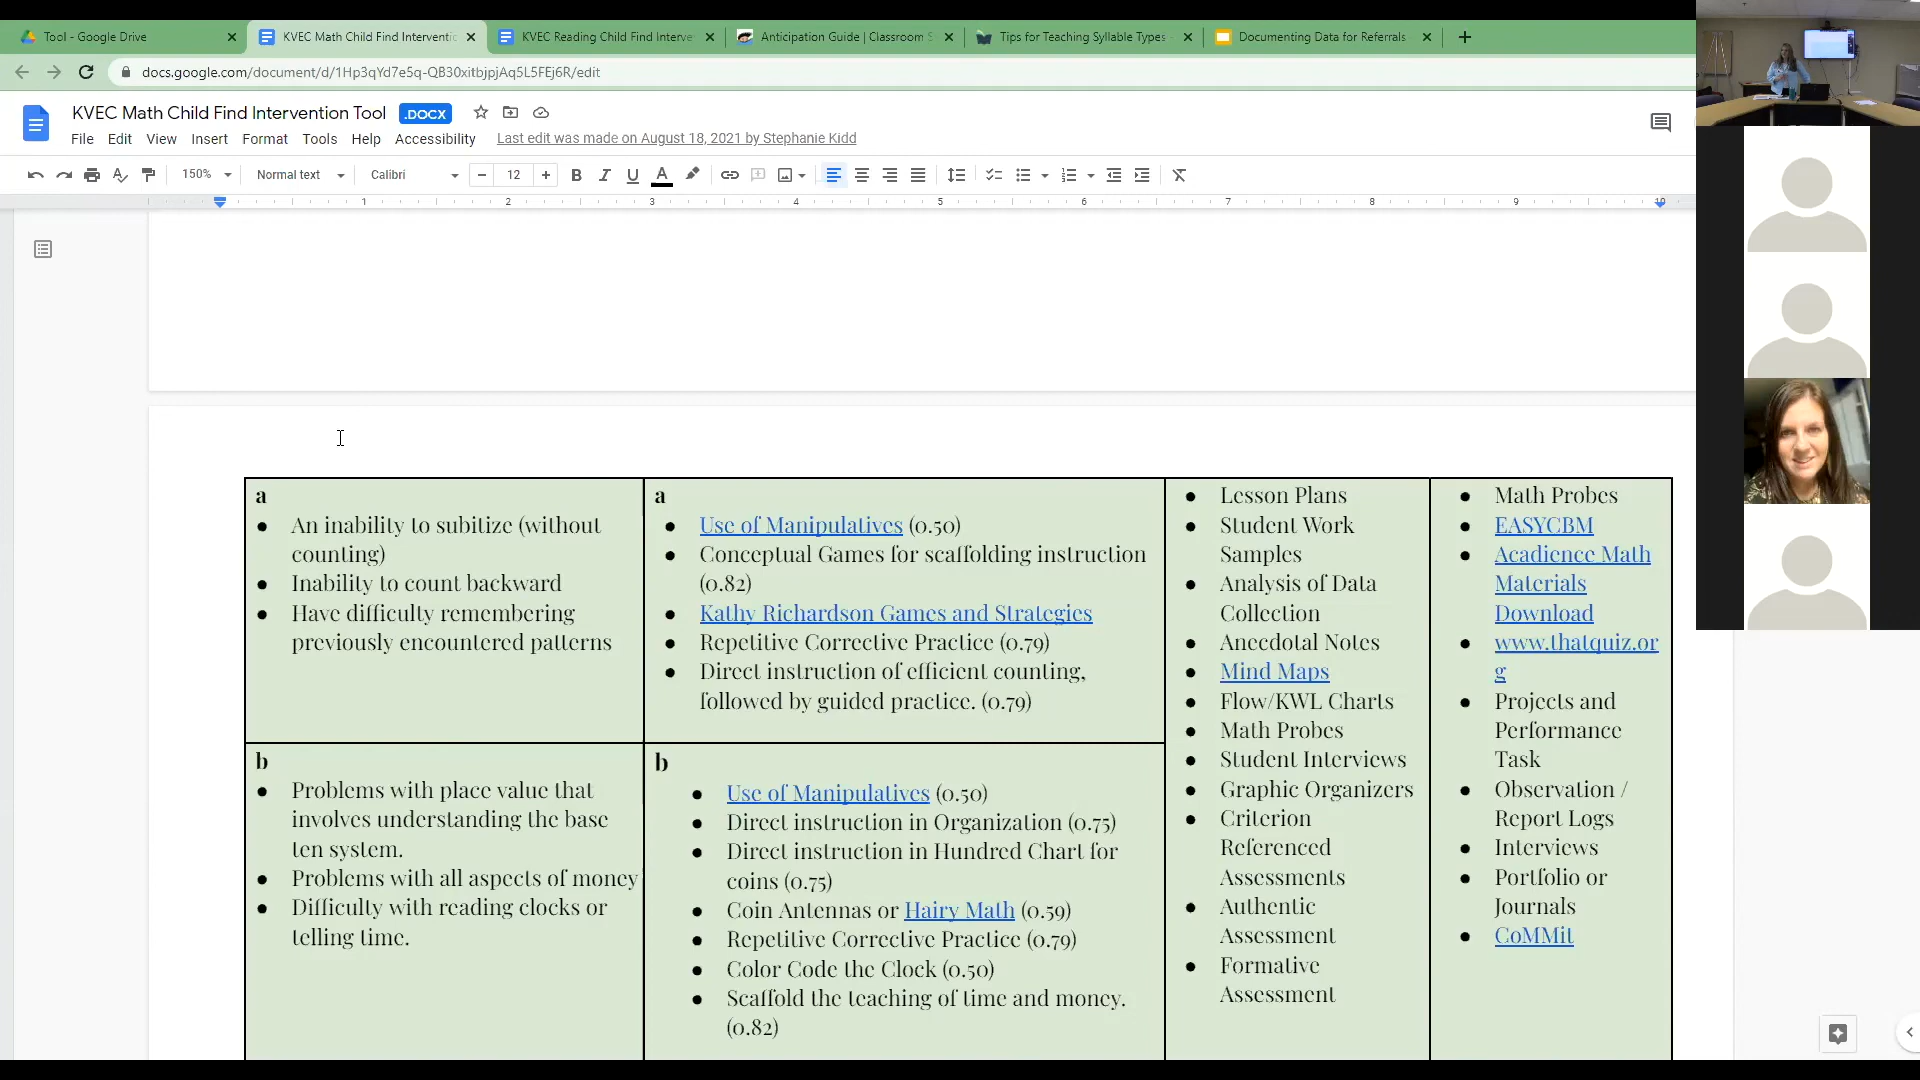 Tool - Google Drive
KVEC Math Child Find Interventi
KVEC Reading Child Find Interve
Anticipation Guide | Classroom S
Tips for Teaching Syllable Types
Documenting Data for Referrals
docs.google.com/document/d/1Hp3qYd7e5q-QB30xitbjpjAq5L5FEj6R/edit
KVEC Math Child Find Intervention Tool
.DOCX
File Edit View Insert Format Tools Help Accessibility
Last edit was made on August 18, 2021 by Stephanie Kidd
150% Normal text Calibri 12 B I U A
1 2 3 4 5 6 7 8 9 10
a
● An inability to subitize (without
counting)
● Inability to count backward
● Have difficulty remembering
previously encountered patterns
a
● Use of Manipulatives (0.50)
● Conceptual Games for scaffolding instruction
(0.82)
● Kathy Richardson Games and Strategies
● Repetitive Corrective Practice (0.79)
● Direct instruction of efficient counting,
followed by guided practice. (0.79)
b
● Problems with place value that
involves understanding the base
ten system.
● Problems with all aspects of money
● Difficulty with reading clocks or
telling time.
b
● Use of Manipulatives (0.50)
● Direct instruction in Organization (0.75)
● Direct instruction in Hundred Chart for
coins (0.75)
● Coin Antennas or Hairy Math (0.59)
● Repetitive Corrective Practice (0.79)
● Color Code the Clock (0.50)
● Scaffold the teaching of time and money.
(0.82)
● Lesson Plans
● Student Work
Samples
● Analysis of Data
Collection
● Anecdotal Notes
● Mind Maps
● Flow/KWL Charts
● Math Probes
● Student Interviews
● Graphic Organizers
● Criterion
Referenced
Assessments
● Authentic
Assessment
● Formative
Assessment
● Math Probes
● EASYCBM
● Acadience Math
Materials
Download
● www.thatquiz.or
g
● Projects and
Performance
Task
● Observation /
Report Logs
● Interviews
● Portfolio or
Journals
● CoMMit